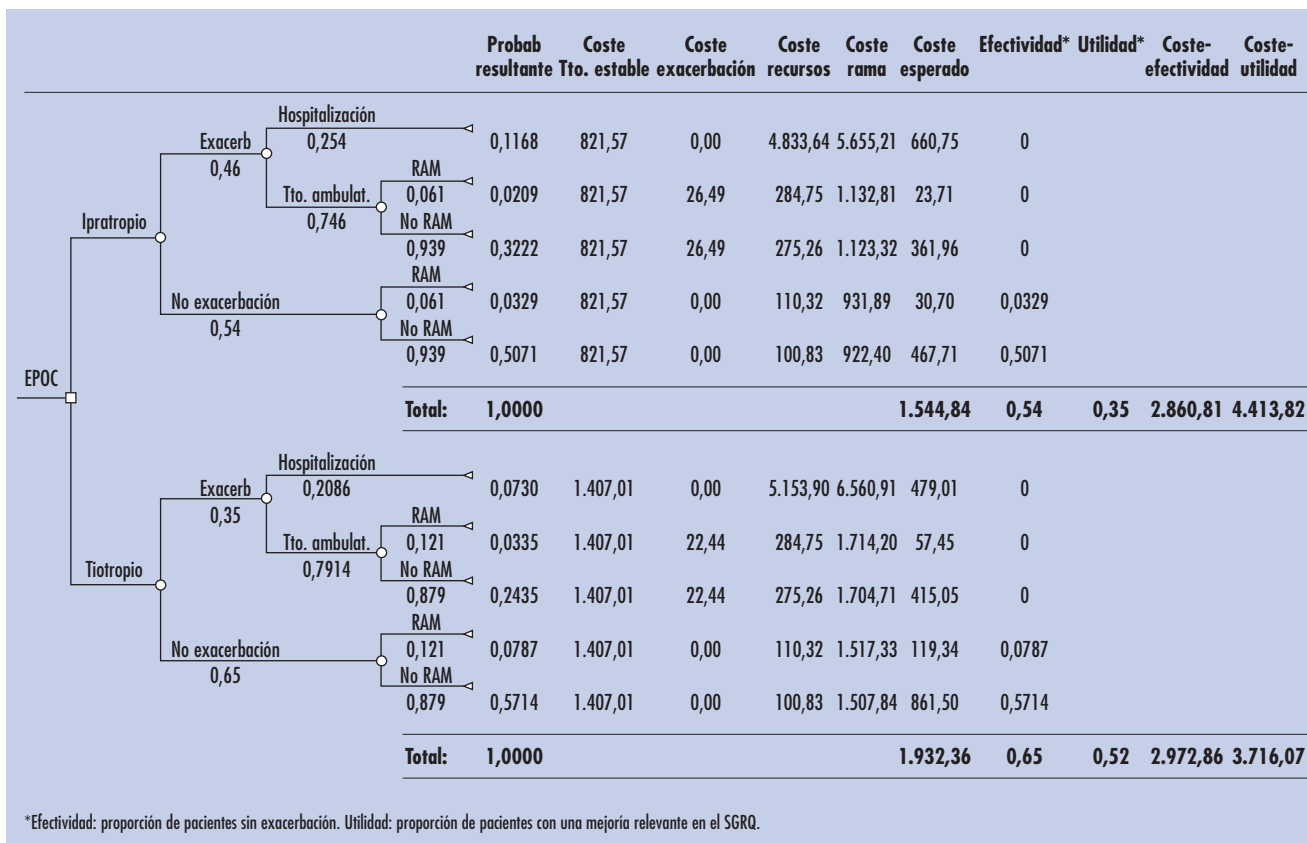 Probab Coste Coste Coste Coste Coste Efectividad* Utilidad* Coste- Coste-
resultante Tto. estable exacerbación recursos rama esperado efectividad utilidad
Hospitalización
0,1168 821,57 0,00 4.833,64 5.655,21 660,75 0
Exacerb 0,254
0,46
RAM
Tto. ambulat. 0,061 0,0209 821,57 26,49 284,75 1.132,81 23,71 0
Ipratropio 0,746 No RAM
0,939 0,3222 821,57 26,49 275,26 1.123,32 361,96 0
RAM
No exacerbación 0,061 0,0329 821,57 0,00 110,32 931,89 30,70 0,0329
0,54 No RAM
0,939 0,5071 821,57 0,00 100,83 922,40 467,71 0,5071
EPOC
Total: 1,0000 1.544,84 0,54 0,35 2.860,81 4.413,82
Hospitalización
Exacerb 0,2086 0,0730 1.407,01 0,00 5.153,90 6.560,91 479,01 0
0,35
RAM
Tto. ambulat. 0,121 0,0335 1.407,01 22,44 284,75 1.714,20 57,45 0
Tiotropio 0,7914 No RAM
0,879 0,2435 1.407,01 22,44 275,26 1.704,71 415,05 0
RAM
No exacerbación 0,121 0,0787 1.407,01 0,00 110,32 1.517,33 119,34 0,0787
0,65 No RAM
0,879 0,5714 1.407,01 0,00 100,83 1.507,84 861,50 0,5714
Total: 1,0000 1.932,36 0,65 0,52 2.972,86 3.716,07
*Efectividad: proporción de pacientes sin exacerbación. Utilidad: proporción de pacientes con una mejoría relevante en el SGRQ.